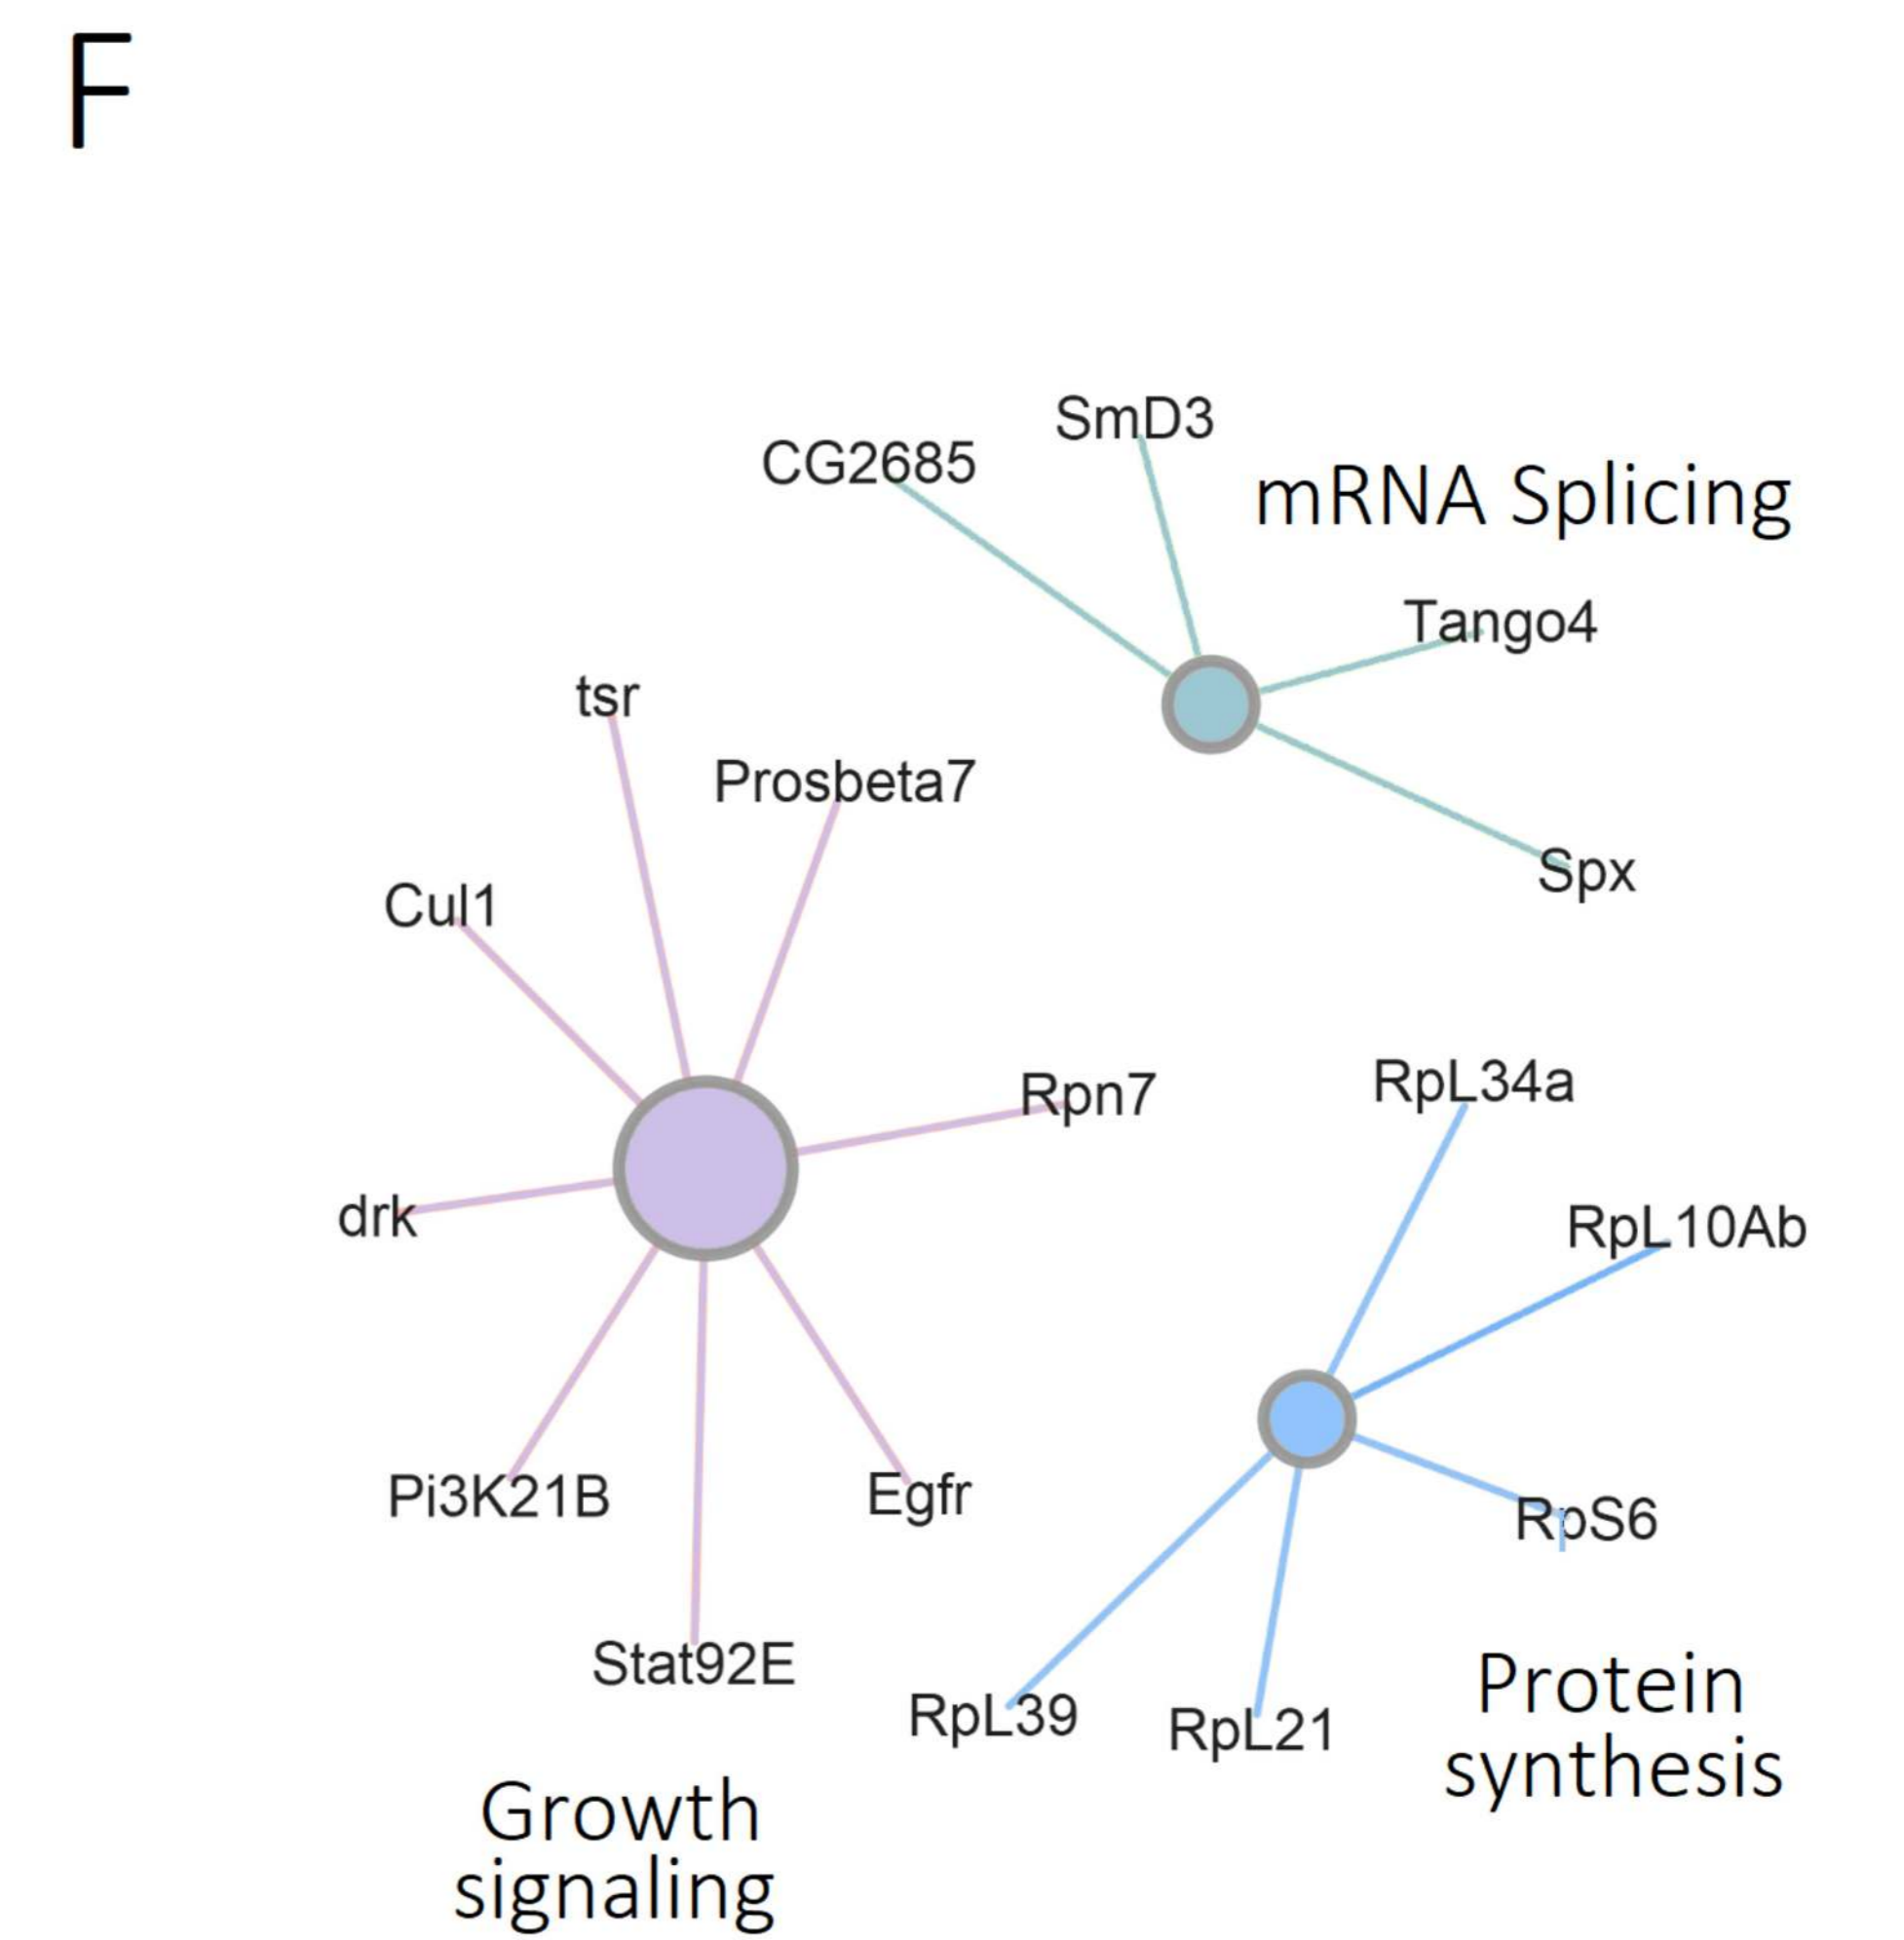 F
SmD3
CG2685
mRNA Splicing
Tango4
tsr
Prosbeta7
Spx
Cul1
RpL34a
Rpn7
RpL10Ab
drk
Pi3K21B
Egfr
RpS6
Stat92E
RpL39
RpL21
Protein
synthesis
Growth
signaling